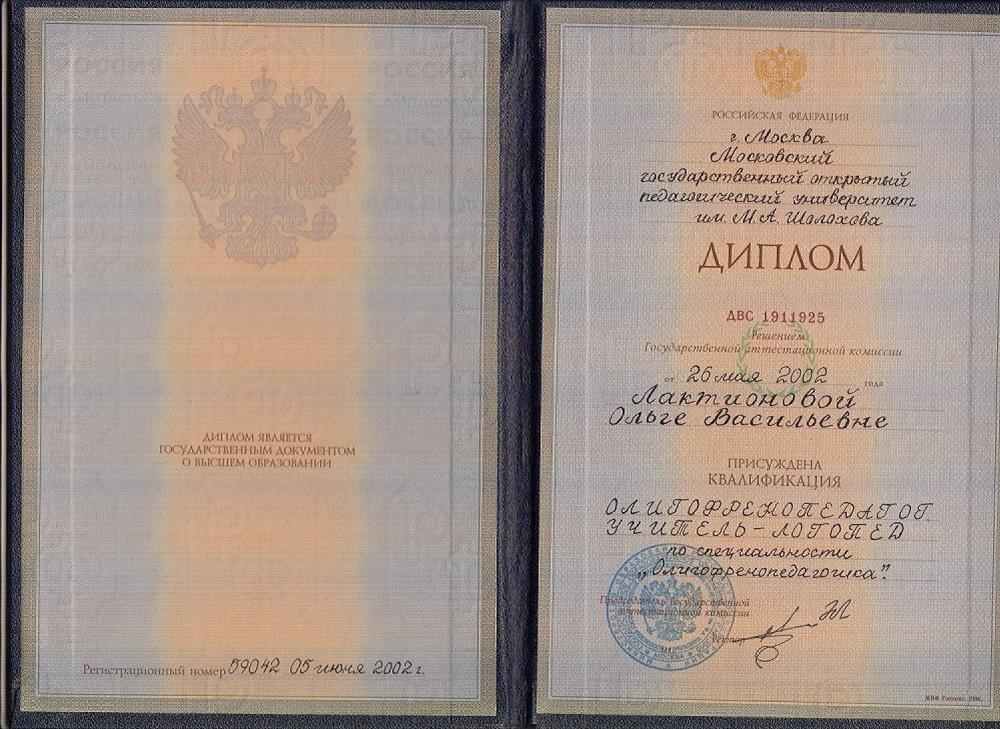 ДИПЛОМ ЯВЛЯЕТСЯ
ГОСУДАРСТВЕННЫМ ДОКУМЕНТОМ
О ВЫСШЕМ ОБРАЗОВАНИИ
Регистрационный номер 59042 05 июня 2002 г.
РОССИЙСКАЯ ФЕДЕРАЦИЯ
г. Москва
Московский
государственный открытый
педагогический университет
им. М.А. Шолохова
ДИПЛОМ
ДВС 1911925
Решением
Государственной аттестационной комиссии
от 26 мая 2002 года
Лактионовой
Ольге Васильевне
ПРИСУЖДЕНА
КВАЛИФИКАЦИЯ
ОЛИГОФРЕНОПЕДАГОГ.
УЧИТЕЛЬ-ЛОГОПЕД
по специальности
„Олигофренопедагогика".
Председатель Государственной
аттестационной комиссии
Ректор